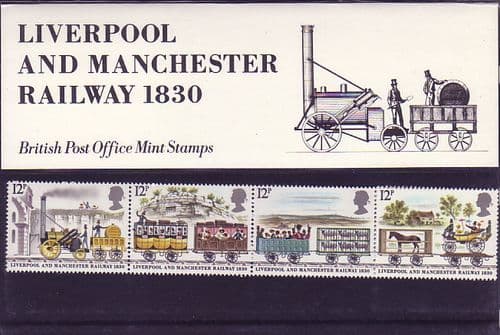 LIVERPOOL
AND MANCHESTER
RAILWAY 1830
British Post Office Mint Stamps
12P 12P 12P 12P
LIVERPOOL AND MANCHESTER RAILWAY 1830 LIVERPOOL AND MANCHESTER RAILWAY 1830 LIVERPOOL AND MANCHESTER RAILWAY 1830 LIVERPOOL AND MANCHESTER RAILWAY 1830